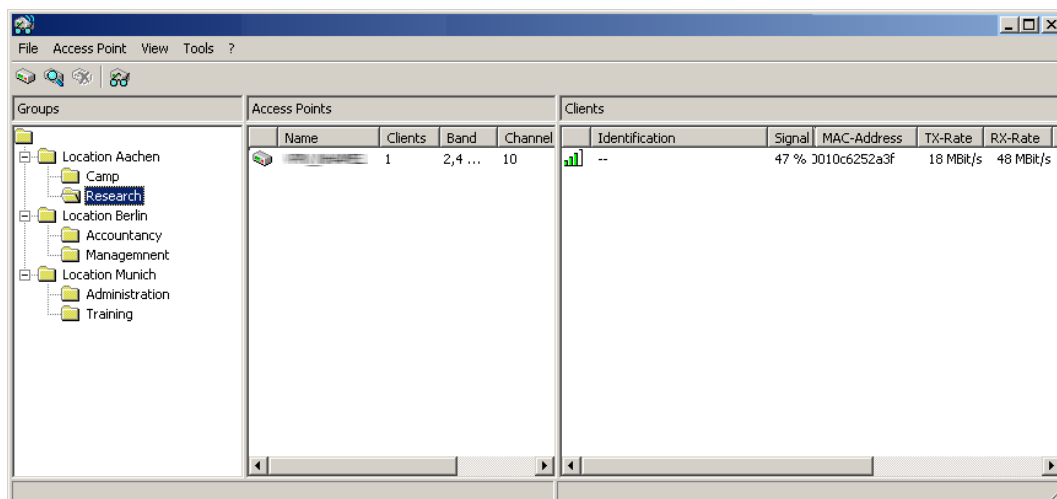 File Access Point View Tools ?
Groups
Access Points
Clients
Location Aachen
Camp
Research
Location Berlin
Accountancy
Managemnent
Location Munich
Administration
Training
Name Clients Band Channel
1 2,4 ... 10
Identification Signal MAC-Address TX-Rate RX-Rate
-- 47 % 0010c6252a3f 18 MBit/s 48 MBit/s